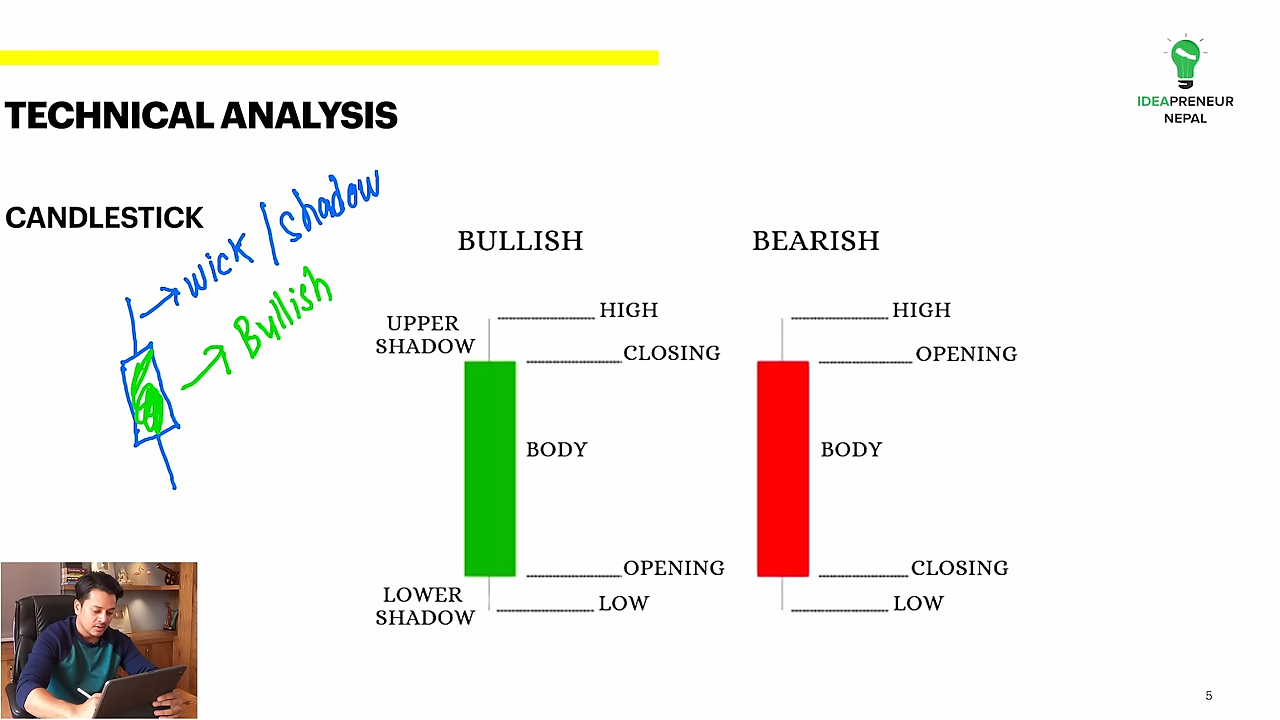 IDEAPRENEUR
NEPAL
TECHNICAL ANALYSIS
CANDLESTICK
wick / shadow
Bullish
BULLISH
UPPER
SHADOW
HIGH
CLOSING
BODY
OPENING
LOWER
SHADOW
LOW
BEARISH
HIGH
OPENING
BODY
CLOSING
LOW
5